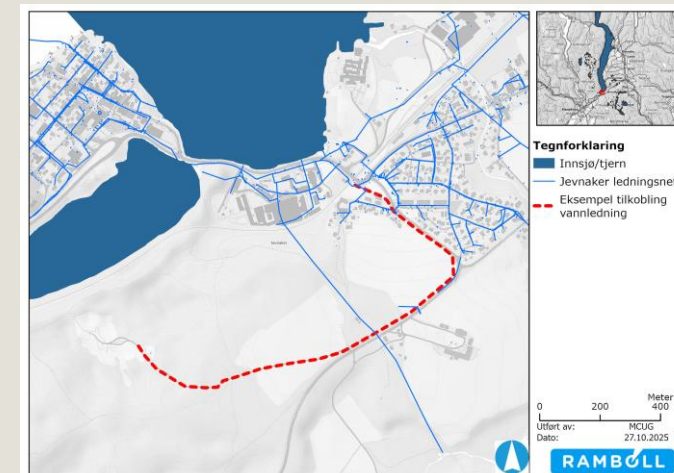 Tegnforklaring
Innsjø/tjern
Jevnaker ledningsnet
Eksempel tilkobling
vannledning
Meter
0 200 400
Utført av: MCUG
Dato: 27.10.2025
RAMBOLL